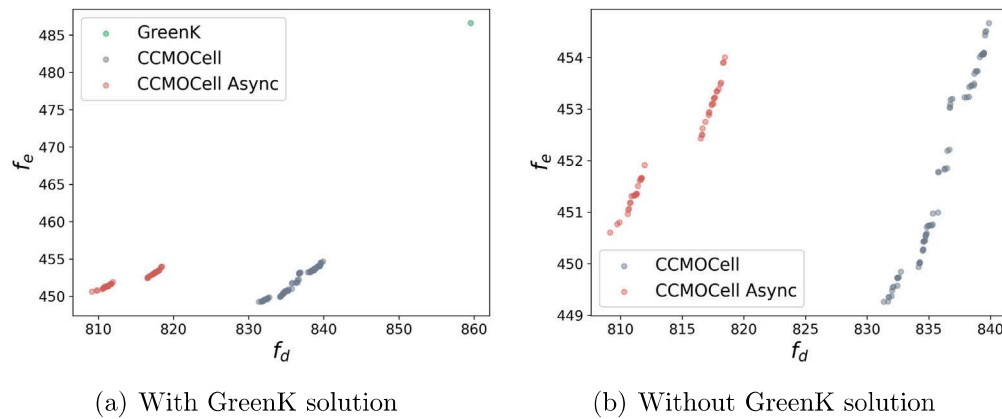 485
480
475
470
465
460
455
450
f_e
GreenK
CCMOCell
CCMOCell Async
810 820 830 840 850 860
f_d
(a) With GreenK solution
454
453
452
451
450
449
f_e
CCMOCell
CCMOCell Async
810 815 820 825 830 835 840
f_d
(b) Without GreenK solution